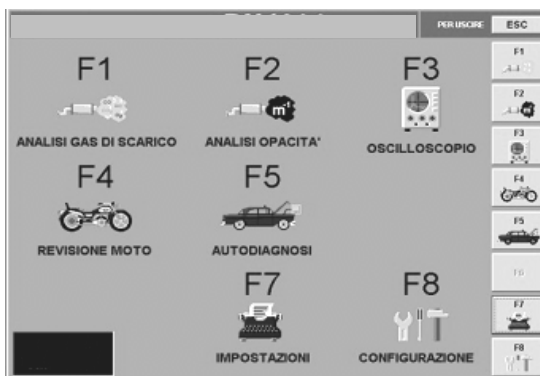 PER USCIRE ESC
F1 F2 F3
ANALISI GAS DI SCARICO ANALISI OPACITA' OSCILLOSCOPIO
F4 F5
REVISIONE MOTO AUTODIAGNOSI
F7 F8
IMPOSTAZIONI CONFIGURAZIONE
F1
F2
F3
F4
F5
F6
F7
F8